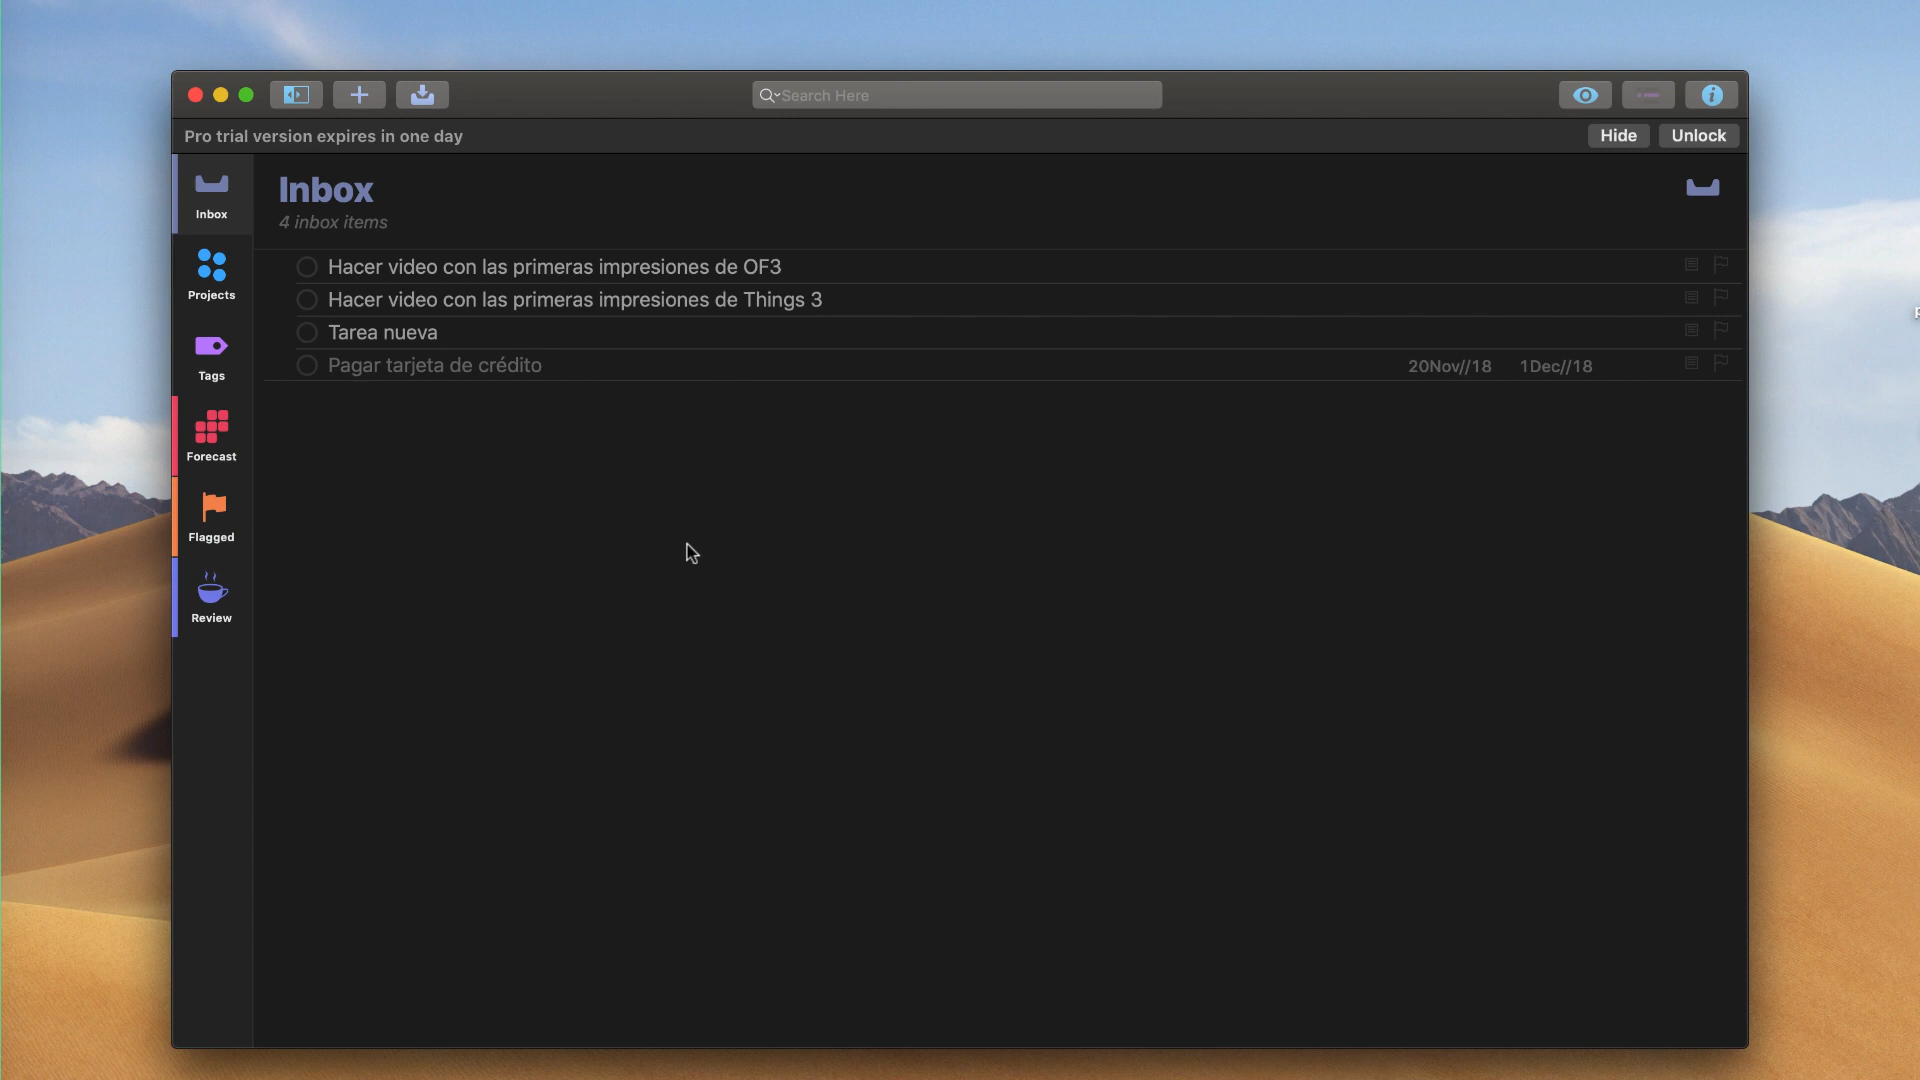 Search Here
Pro trial version expires in one day
Hide
Unlock
Inbox
Projects
Tags
Forecast
Flagged
Review
Inbox
4 inbox items
Hacer video con las primeras impresiones de OF3
Hacer video con las primeras impresiones de Things 3
Tarea nueva
Pagar tarjeta de crédito 20Nov//18 1Dec//18